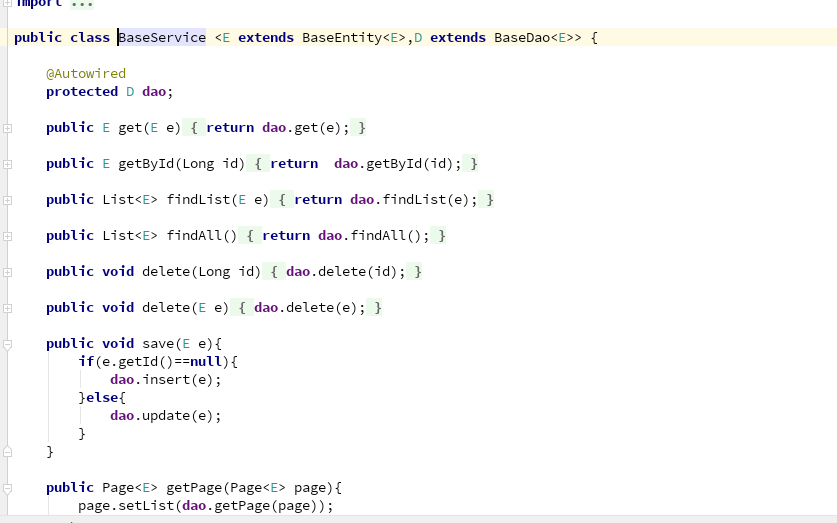 import ...
public class BaseService <E extends BaseEntity<E>,D extends BaseDao<E>> {
@Autowired
protected D dao;
public E get(E e) { return dao.get(e); }
public E getById(Long id) { return  dao.getById(id); }
public List<E> findList(E e) { return dao.findList(e); }
public List<E> findAll() { return dao.findAll(); }
public void delete(Long id) { dao.delete(id); }
public void delete(E e) { dao.delete(e); }
public void save(E e){
if(e.getId()==null){
dao.insert(e);
}else{
dao.update(e);
}
}
public Page<E> getPage(Page<E> page){
page.setList(dao.getPage(page));